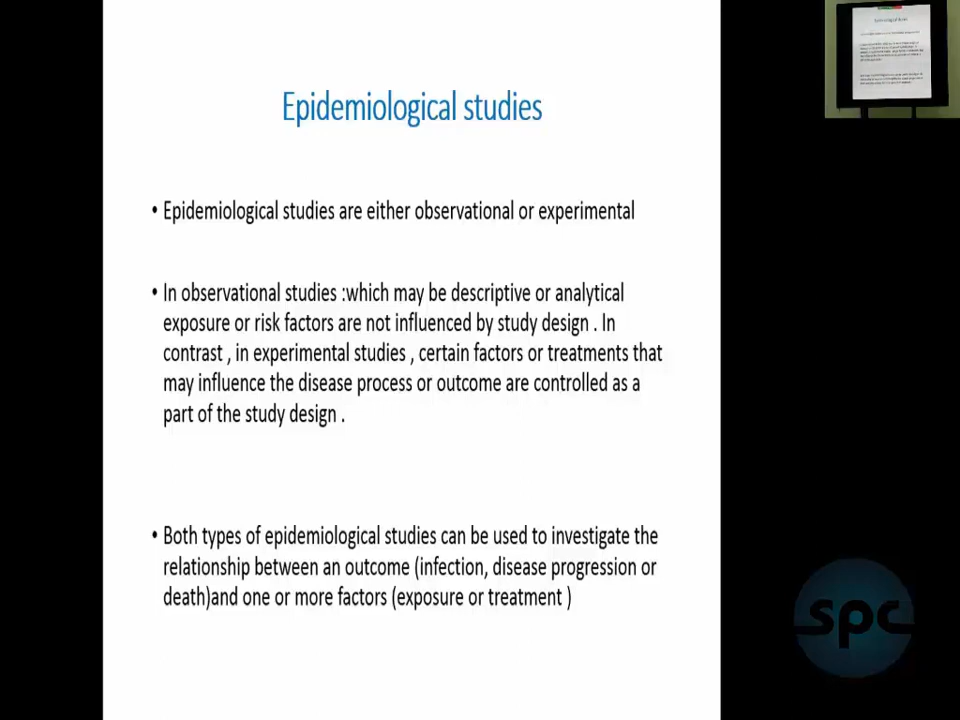 Epidemiological studies
• Epidemiological studies are either observational or experimental
• In observational studies :which may be descriptive or analytical
exposure or risk factors are not influenced by study design . In
contrast , in experimental studies , certain factors or treatments that
may influence the disease process or outcome are controlled as a
part of the study design .
• Both types of epidemiological studies can be used to investigate the
relationship between an outcome (infection, disease progression or
death)and one or more factors (exposure or treatment )
spc